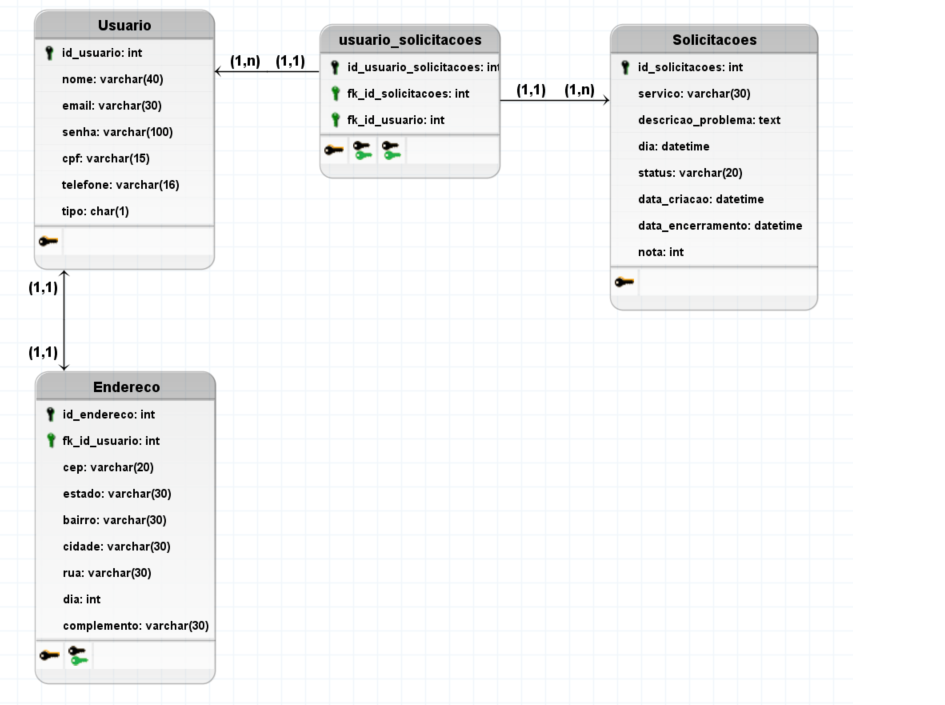 Usuario
id_usuario: int
nome: varchar(40)
email: varchar(30)
senha: varchar(100)
cpf: varchar(15)
telefone: varchar(16)
tipo: char(1)
(1,n) (1,1)
usuario_solicitacoes
id_usuario_solicitacoes: int
fk_id_solicitacoes: int
fk_id_usuario: int
(1,1) (1,n)
Solicitacoes
id_solicitacoes: int
servico: varchar(30)
descricao_problema: text
dia: datetime
status: varchar(20)
data_criacao: datetime
data_encerramento: datetime
nota: int
(1,1)
(1,1)
Endereco
id_endereco: int
fk_id_usuario: int
cep: varchar(20)
estado: varchar(30)
bairro: varchar(30)
cidade: varchar(30)
rua: varchar(30)
dia: int
complemento: varchar(30)